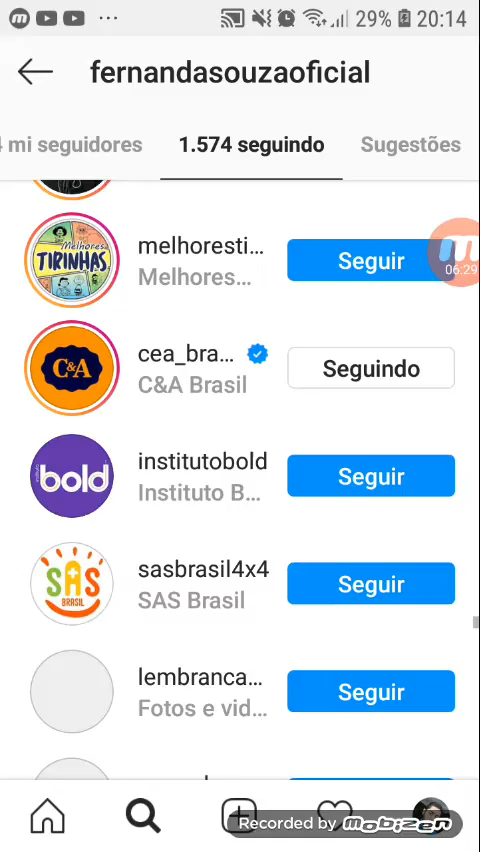 29% 20:14
fernandasouzaoficial
mi seguidores 1.574 seguindo Sugestões
Melhores
TIRINHAS
melhoresti...
Melhores...
Seguir
06:29
C&A
cea_bra...
C&A Brasil
Seguindo
bold
institutobold
Instituto B...
Seguir
SAS
BRASIL
sasbrasil4x4
SAS Brasil
Seguir
lembranca...
Fotos e vid...
Seguir
Recorded by mobizen